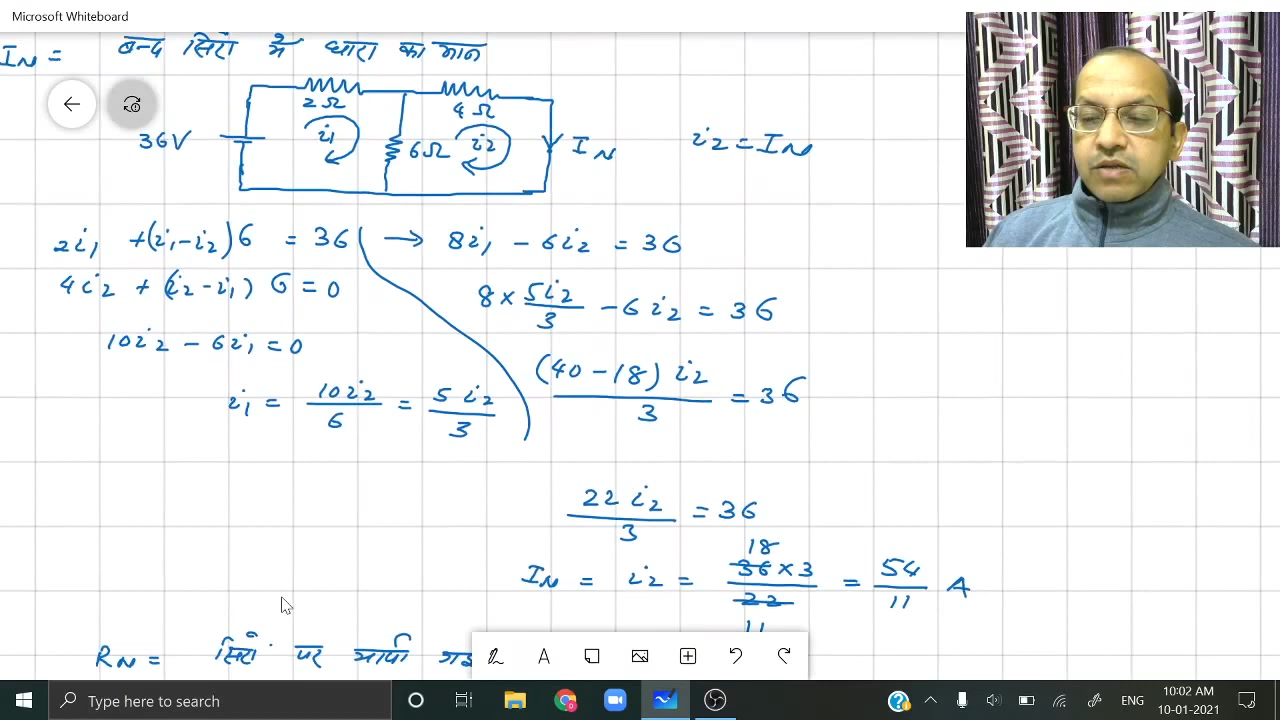 Microsoft Whiteboard
IN = बन्द सिरों में धारा का मान
2Ω
4Ω
36V
i1
6Ω
i2
IN
i2 = IN
2i1 + (i1 - i2) 6 = 36 → 8i1 - 6i2 = 36
4i2 + (i2 - i1) 6 = 0
8 × 5i2/3 - 6i2 = 36
10i2 - 6i1 = 0
(40 - 18) i2/3 = 36
i1 = 10i2/6 = 5i2/3
22 i2/3 = 36
18
IN = i2 = 36 × 3/22 = 54/11 A
11
RN = सिरों पर मापी
A
Type here to search
ENG
10:02 AM
10-01-2021